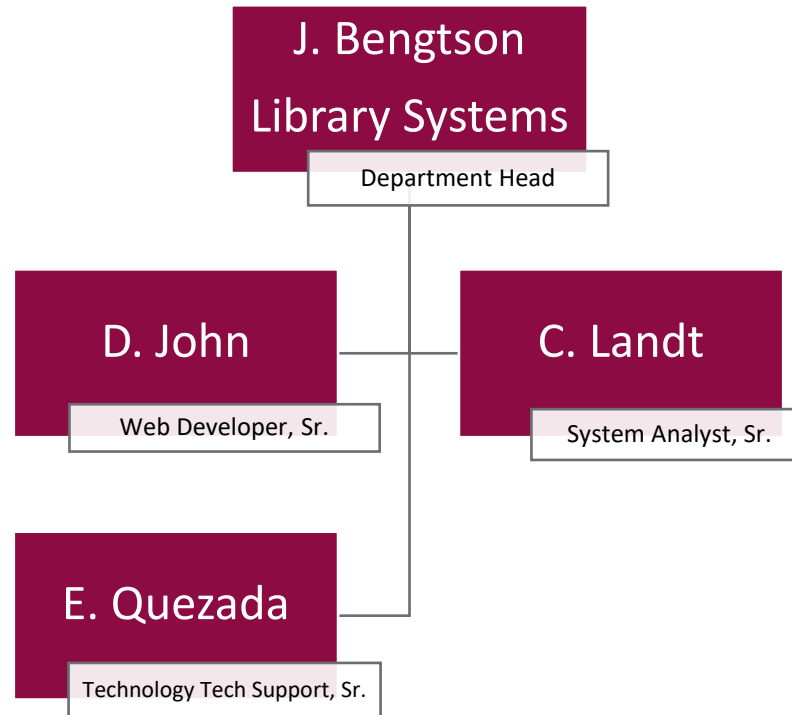 J. Bengtson
Library Systems
Department Head
D. John
Web Developer, Sr.
C. Landt
System Analyst, Sr.
E. Quezada
Technology Tech Support, Sr.